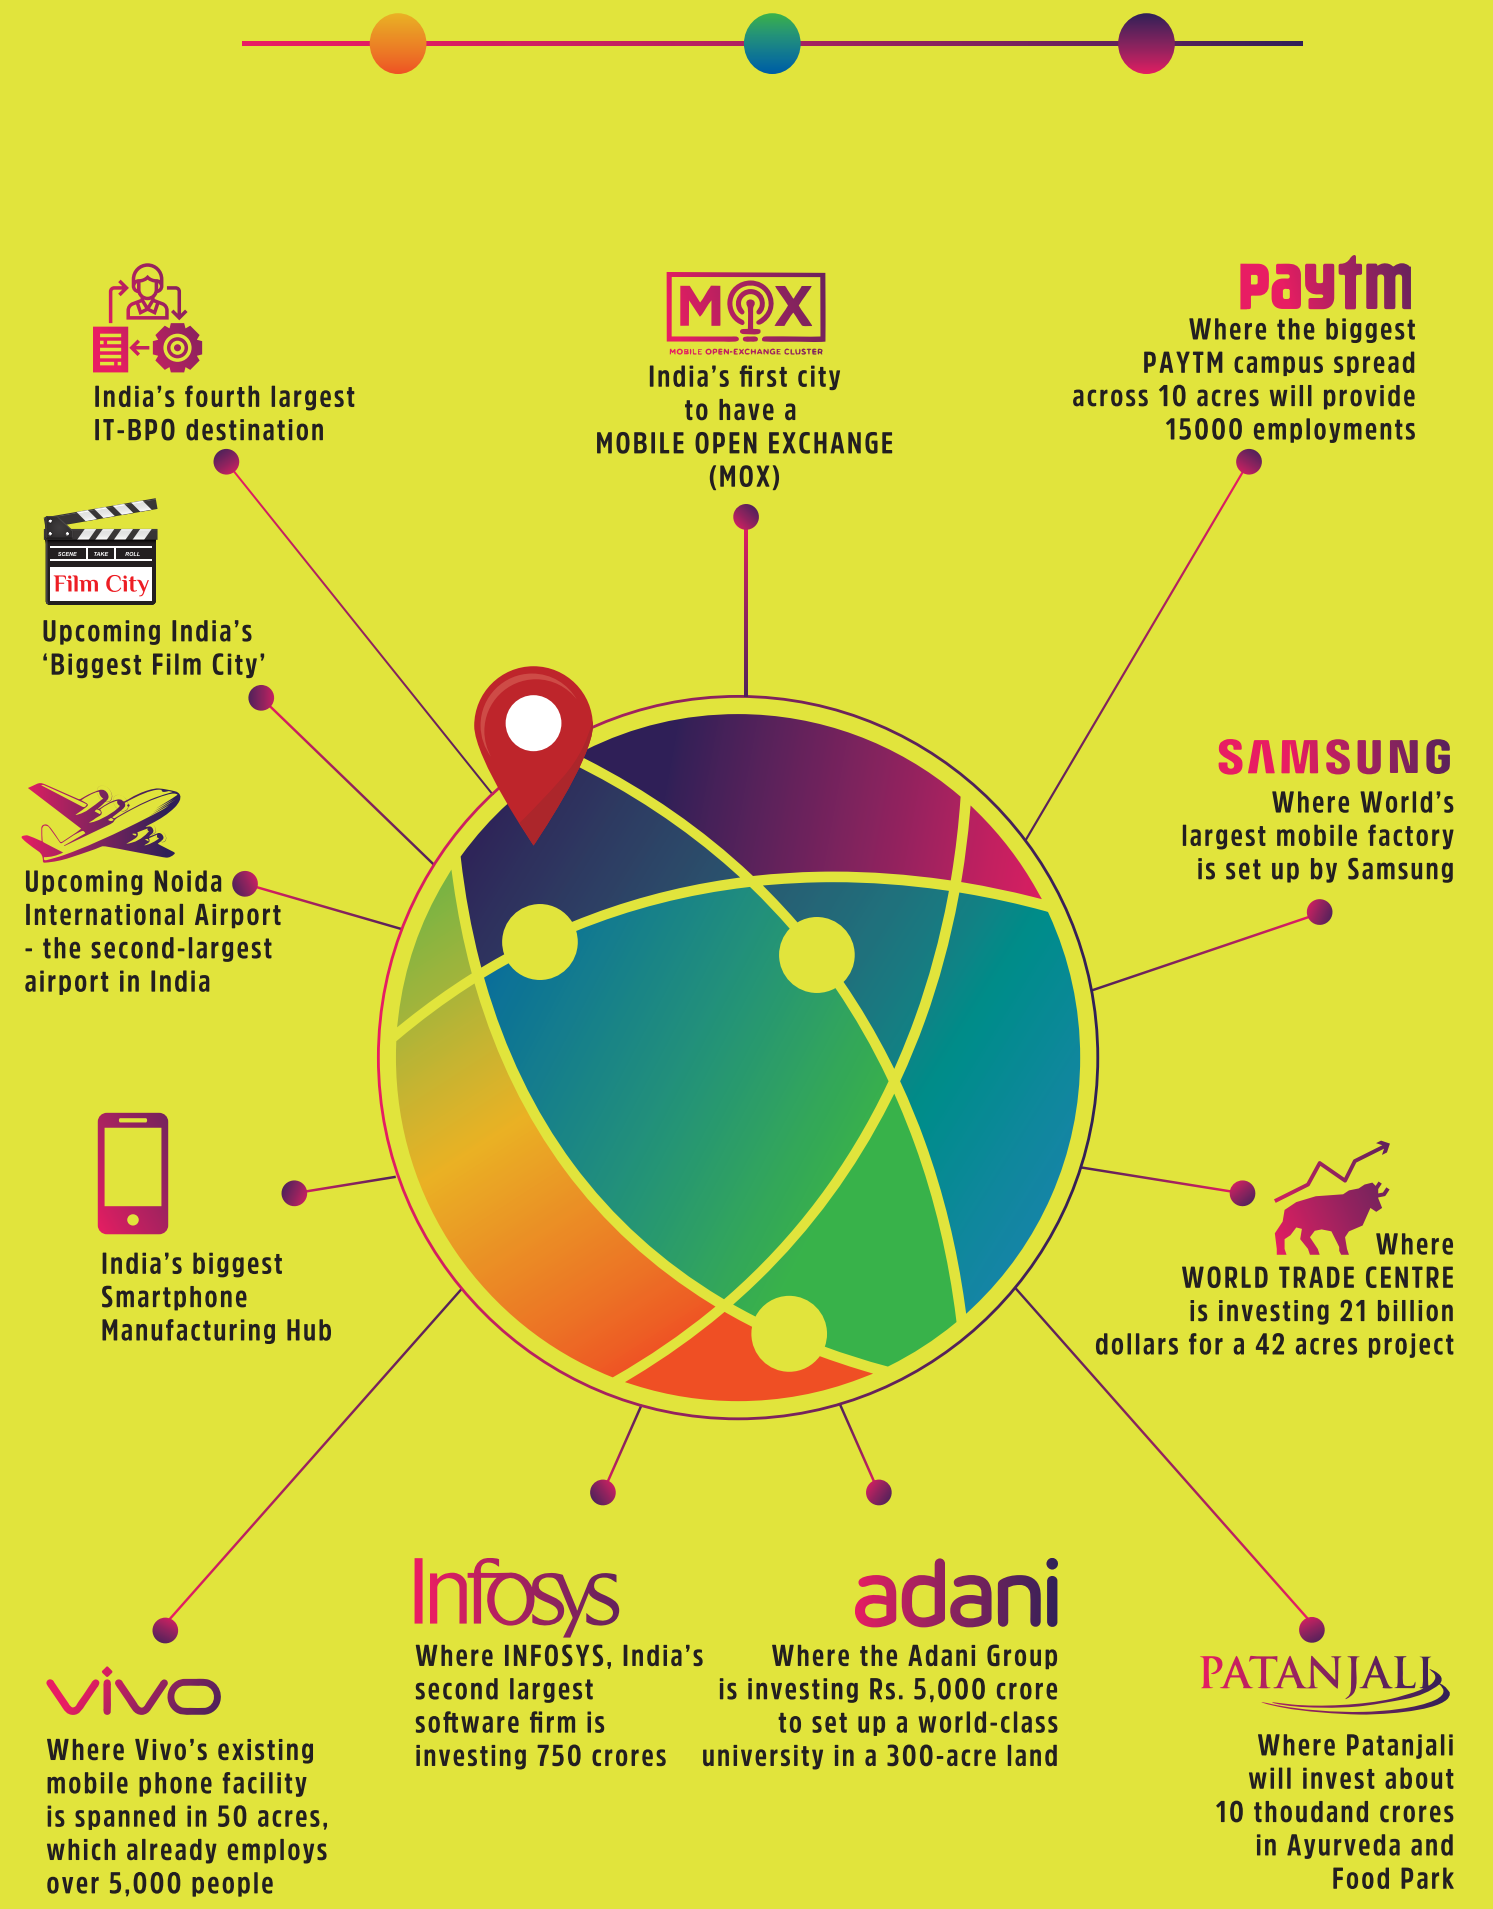 India's fourth largest
IT-BPO destination
MOX
MOBILE OPEN-EXCHANGE CLUSTER
India's first city
to have a
MOBILE OPEN EXCHANGE
(MOX)
paytm
Where the biggest
PAYTM campus spread
across 10 acres will provide
15000 employments
SCENE TAKE ROLL
Film City
Upcoming India's
‘Biggest Film City’
SAMSUNG
Where World's
largest mobile factory
is set up by Samsung
Upcoming Noida
International Airport
- the second-largest
airport in India
India's biggest
Smartphone
Manufacturing Hub
Where
WORLD TRADE CENTRE
is investing 21 billion
dollars for a 42 acres project
vivo
Where Vivo's existing
mobile phone facility
is spanned in 50 acres,
which already employs
over 5,000 people
Infosys
Where INFOSYS, India's
second largest
software firm is
investing 750 crores
adani
Where the Adani Group
is investing Rs. 5,000 crore
to set up a world-class
university in a 300-acre land
PATANJALI
Where Patanjali
will invest about
10 thoudand crores
in Ayurveda and
Food Park